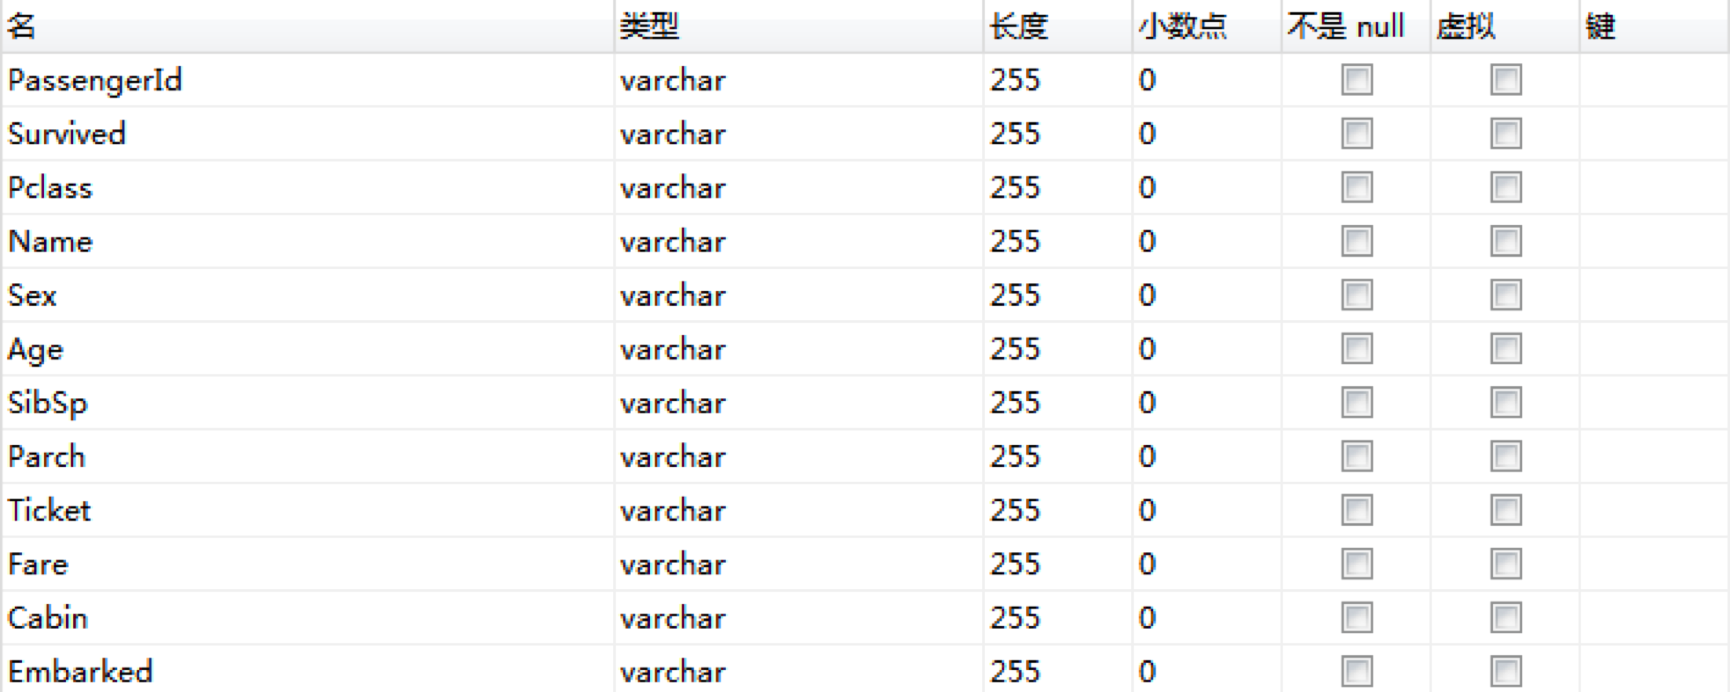 名 类型 长度 小数点 不是 null 虚拟 键
PassengerId varchar 255 0
Survived varchar 255 0
Pclass varchar 255 0
Name varchar 255 0
Sex varchar 255 0
Age varchar 255 0
SibSp varchar 255 0
Parch varchar 255 0
Ticket varchar 255 0
Fare varchar 255 0
Cabin varchar 255 0
Embarked varchar 255 0